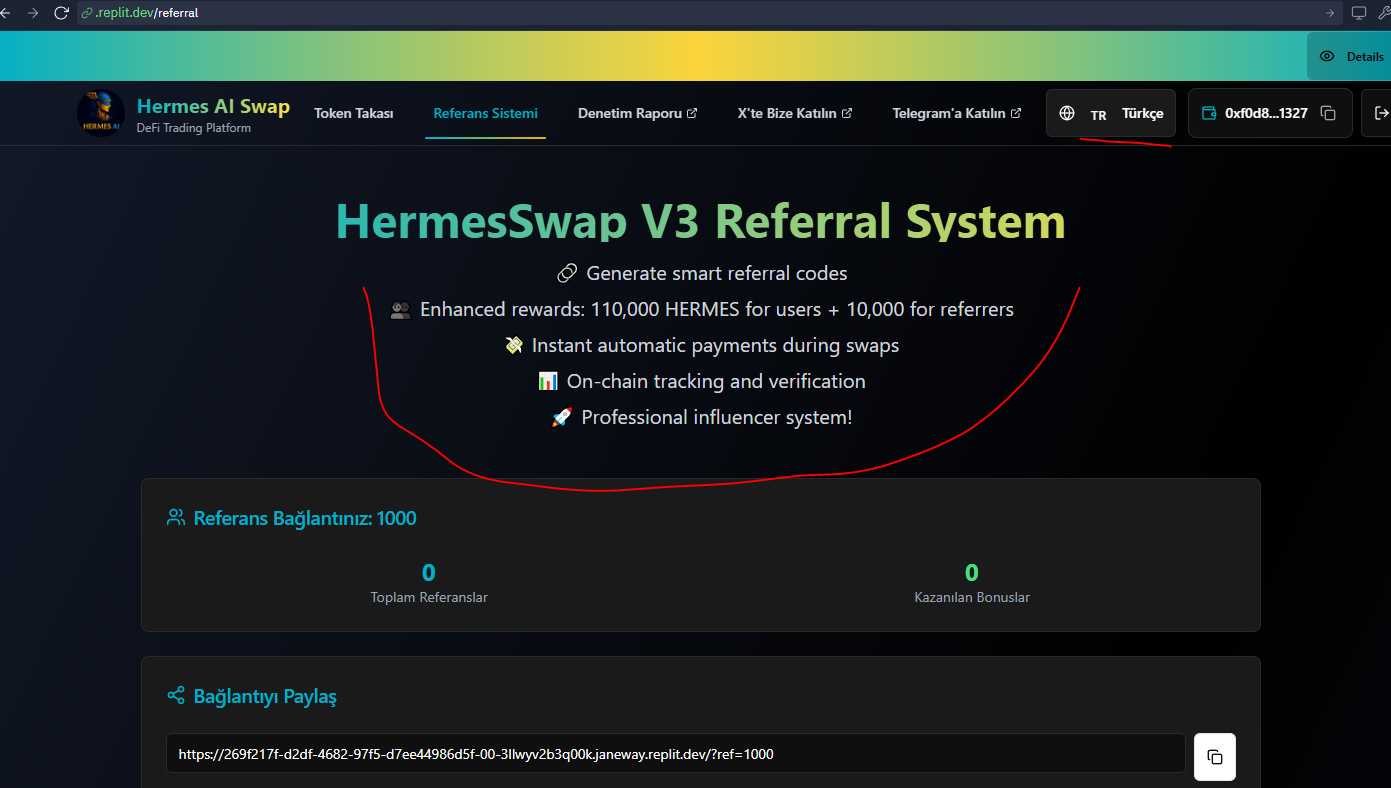 .replit.dev/referral
Details
Hermes AI Swap
DeFi Trading Platform
Token Takası
Referans Sistemi
Denetim Raporu
X'te Bize Katılın
Telegram'a Katılın
TR Türkçe
0xf0d8...1327
HERMES AI
HermesSwap V3 Referral System
Generate smart referral codes
Enhanced rewards: 110,000 HERMES for users + 10,000 for referrers
Instant automatic payments during swaps
On-chain tracking and verification
Professional influencer system!
Referans Bağlantınız: 1000
0
Toplam Referanslar
0
Kazanılan Bonuslar
Bağlantıyı Paylaş
https://269f217f-d2df-4682-97f5-d7ee44986d5f-00-3llwyv2b3q00k.janeway.replit.dev/?ref=1000